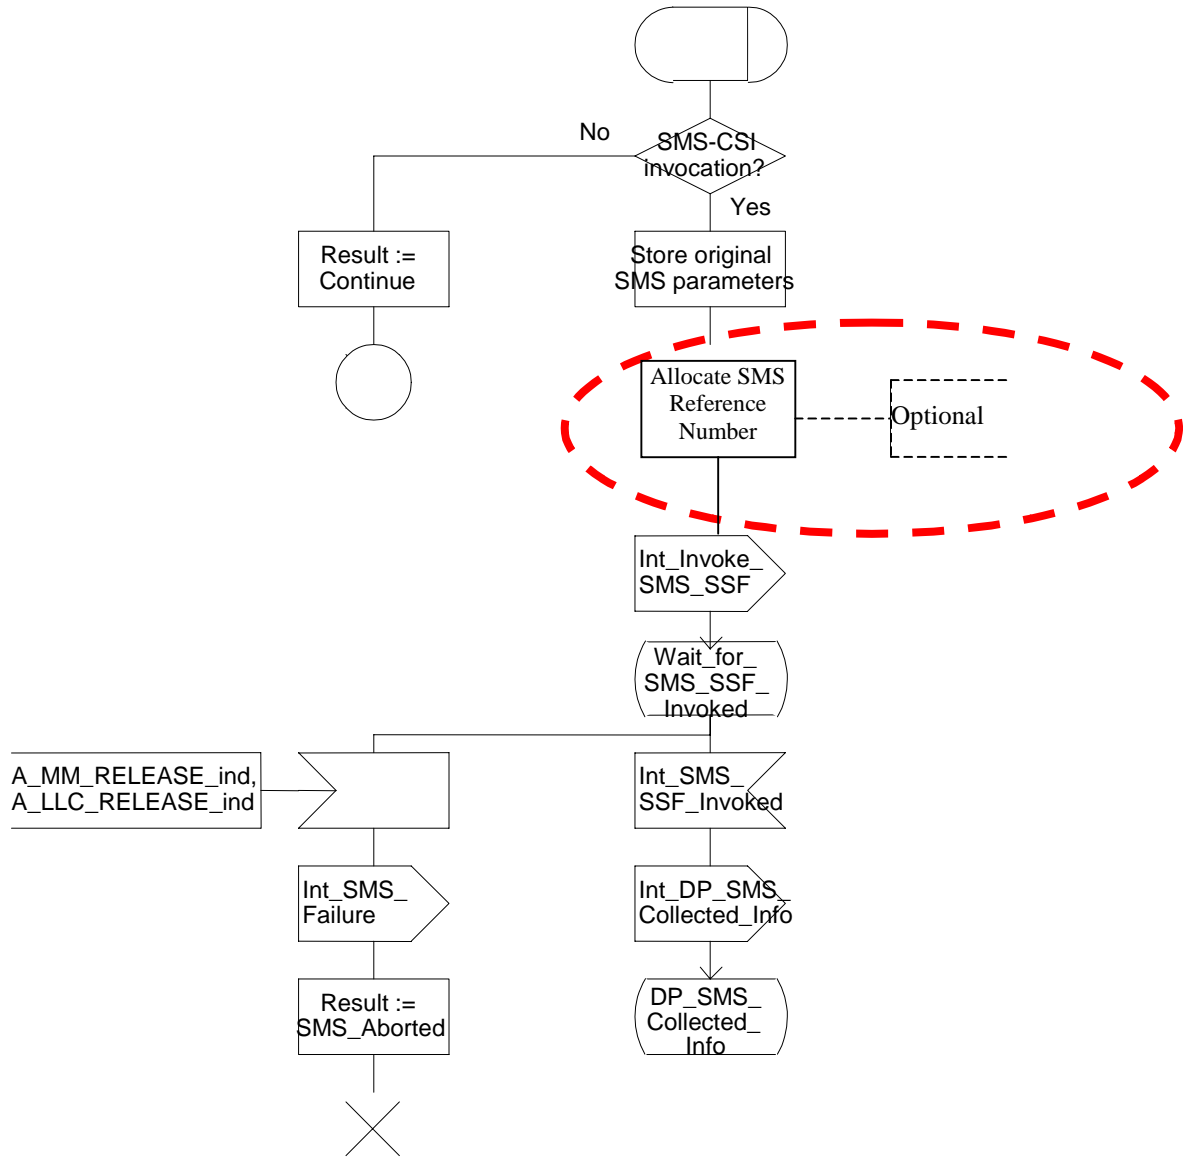 No
SMS-CSI
invocation?
Yes
Result :=
Continue
Store original
SMS parameters
Allocate SMS
Reference
Number
Optional
Int_Invoke_
SMS_SSF
Wait_for_
SMS_SSF_
Invoked
A_MM_RELEASE_ind,
A_LLC_RELEASE_ind
Int_SMS_
SSF_Invoked
Int_SMS_
Failure
Int_DP_SMS_
Collected_Info
Result :=
SMS_Aborted
DP_SMS_
Collected_
Info